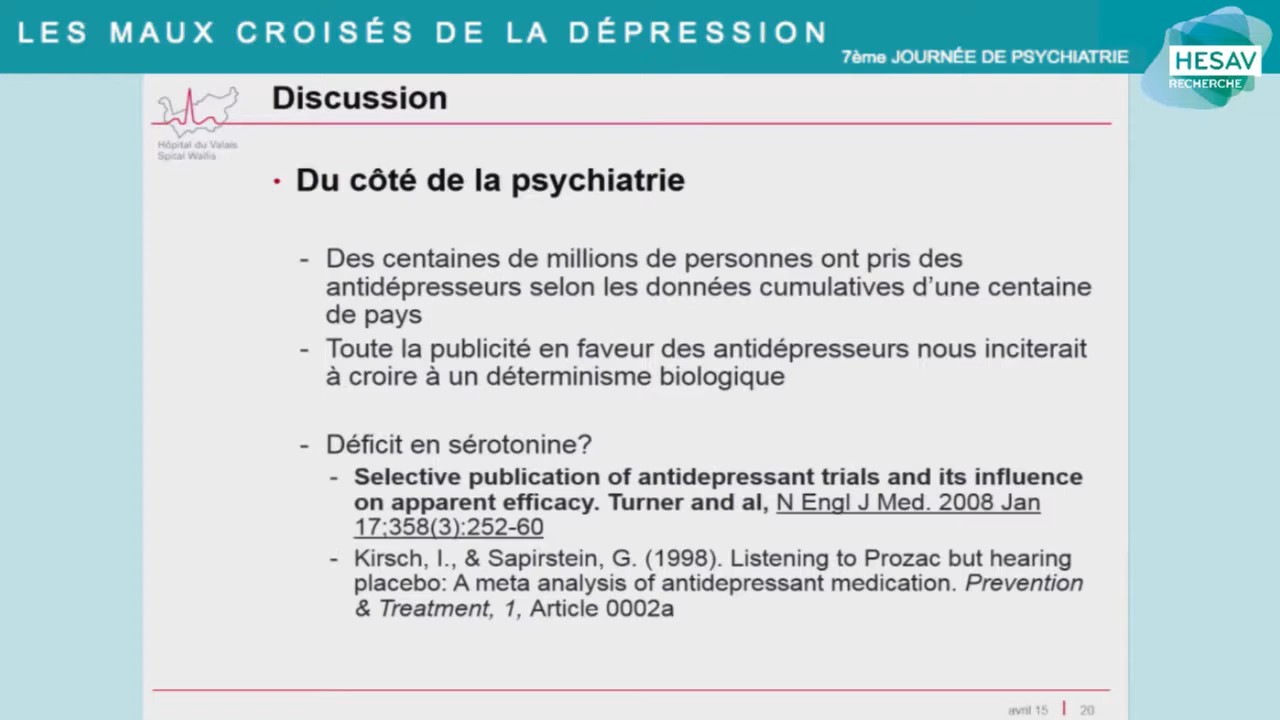 LES MAUX CROISÉS DE LA DÉPRESSION
7ème JOURNÉE DE PSYCHIATRIE
HESAV
RECHERCHE
Hôpital du Valais
Spital Wallis
Discussion
• Du côté de la psychiatrie
- Des centaines de millions de personnes ont pris des
antidépresseurs selon les données cumulatives d’une centaine
de pays
- Toute la publicité en faveur des antidépresseurs nous inciterait
à croire à un déterminisme biologique
- Déficit en sérotonine?
- Selective publication of antidepressant trials and its influence
on apparent efficacy. Turner and al, N Engl J Med. 2008 Jan
17;358(3):252-60
- Kirsch, I., & Sapirstein, G. (1998). Listening to Prozac but hearing
placebo: A meta analysis of antidepressant medication. Prevention
& Treatment, 1, Article 0002a
avril 15 | 20